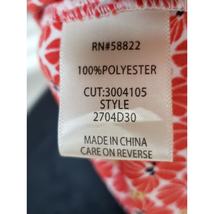 RN#58822
100%POLYESTER
CUT:3004105
STYLE
2704D30
MADE IN CHINA
CARE ON REVERSE